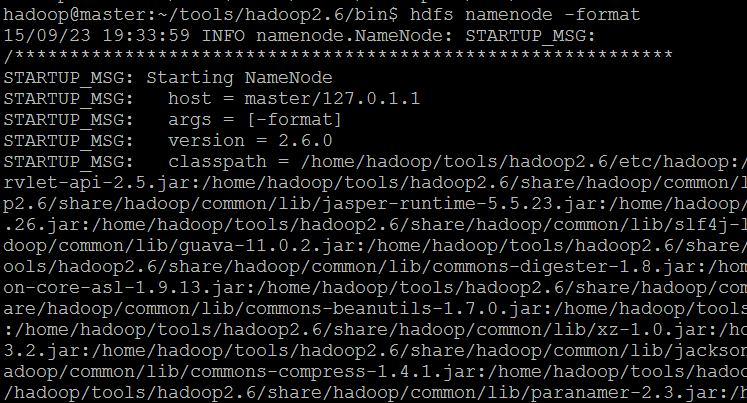 hadoop@master:~/tools/hadoop2.6/bin$ hdfs namenode -format
15/09/23 19:33:59 INFO namenode.NameNode: STARTUP_MSG:
/************************************************************
STARTUP_MSG: Starting NameNode
STARTUP_MSG:   host = master/127.0.1.1
STARTUP_MSG:   args = [-format]
STARTUP_MSG:   version = 2.6.0
STARTUP_MSG:   classpath = /home/hadoop/tools/hadoop2.6/etc/hadoop:/
rvlet-api-2.5.jar:/home/hadoop/tools/hadoop2.6/share/hadoop/common/l
p2.6/share/hadoop/common/lib/jasper-runtime-5.5.23.jar:/home/hadoop/
.26.jar:/home/hadoop/tools/hadoop2.6/share/hadoop/common/lib/slf4j-l
doop/common/lib/guava-11.0.2.jar:/home/hadoop/tools/hadoop2.6/share/
ools/hadoop2.6/share/hadoop/common/lib/commons-digester-1.8.jar:/hom
on-core-asl-1.9.13.jar:/home/hadoop/tools/hadoop2.6/share/hadoop/com
are/hadoop/common/lib/commons-beanutils-1.7.0.jar:/home/hadoop/tools
:/home/hadoop/tools/hadoop2.6/share/hadoop/common/lib/xz-1.0.jar:/ho
3.2.jar:/home/hadoop/tools/hadoop2.6/share/hadoop/common/lib/jackson
adoop/common/lib/commons-compress-1.4.1.jar:/home/hadoop/tools/hadoo
/hadoop/tools/hadoop2.6/share/hadoop/common/lib/paranamer-2.3.jar:/h